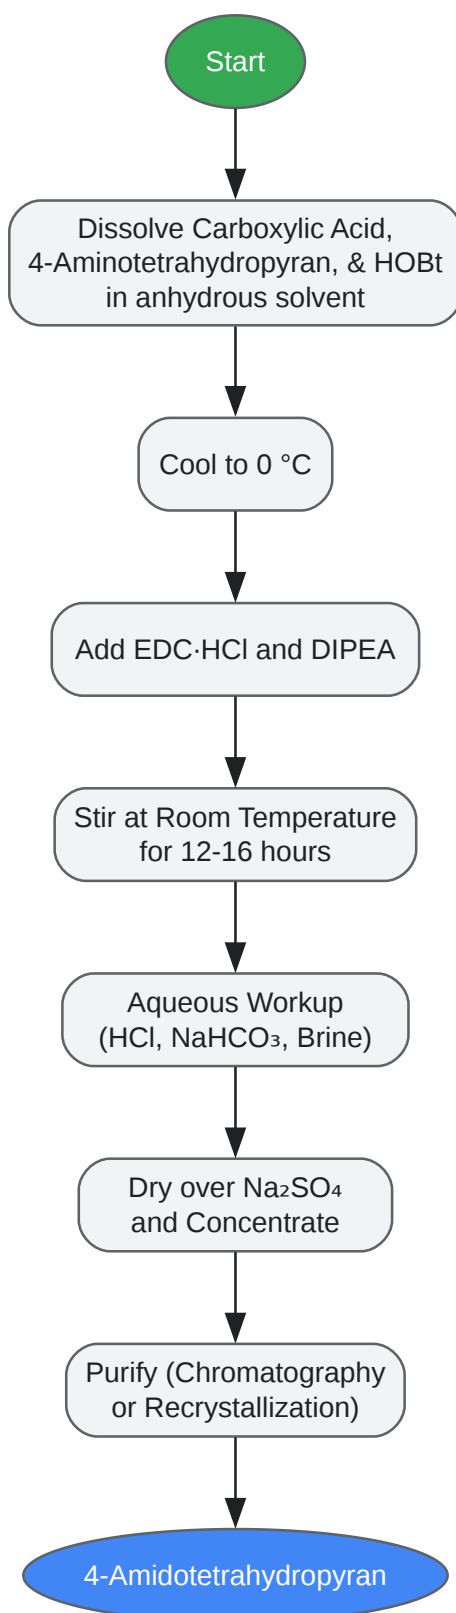 Start
Dissolve Carboxylic Acid,
4-Aminotetrahydropyran, & HOBt
in anhydrous solvent
Cool to 0 °C
Add EDC·HCl and DIPEA
Stir at Room Temperature
for 12-16 hours
Aqueous Workup
(HCl, NaHCO₃, Brine)
Dry over Na₂SO₄
and Concentrate
Purify (Chromatography
or Recrystallization)
4-Amidotetrahydropyran